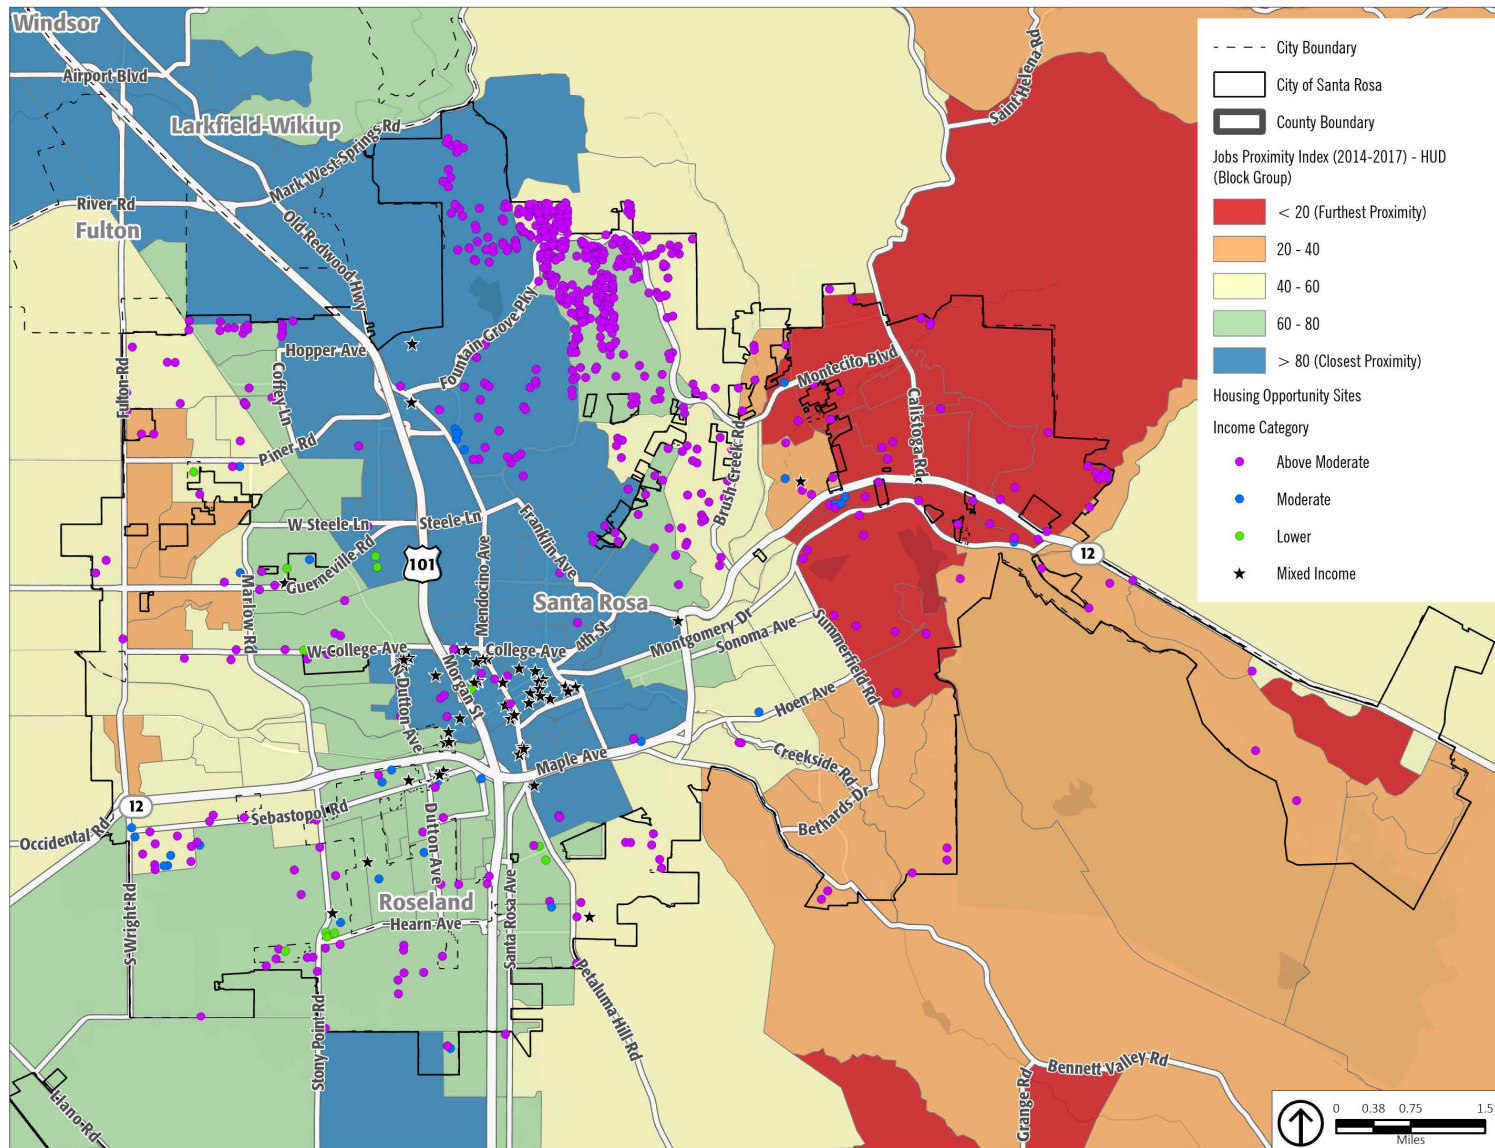 Windsor
Airport Blvd
Larkfield-Wikiup
Mark West Springs Rd
River Rd
Fulton
Old Redwood Hwy
Saint Helena Rd
Fountain Grove Pky
Hopper Ave
Coffey Ln
Fulton Rd
Piner Rd
Montecito Blvd
Calistoga Rd
Brush Creek Rd
W Steele Ln
Steele Ln
Franklin Ave
Guerneville Rd
101
Mendocino Ave
12
Marlow Rd
Santa Rosa
4th St
Montgomery Dr
Sonoma Ave
Summerfield Rd
W College Ave
College Ave
N Dutton Ave
Morgan St
Hoen Ave
Maple Ave
Creekside Rd
Bethards Dr
12
Sebastopol Rd
Occidental Rd
Dutton Ave
Roseland
Hearn Ave
S Wright Rd
Santa Rosa Ave
Stony Point Rd
Petaluma Hill Rd
Bennett Valley Rd
Grange Rd
Llano Rd
City Boundary
City of Santa Rosa
County Boundary
Jobs Proximity Index (2014-2017) - HUD
(Block Group)
< 20 (Furthest Proximity)
20 - 40
40 - 60
60 - 80
> 80 (Closest Proximity)
Housing Opportunity Sites
Income Category
Above Moderate
Moderate
Lower
Mixed Income
0 0.38 0.75 1.5
Miles